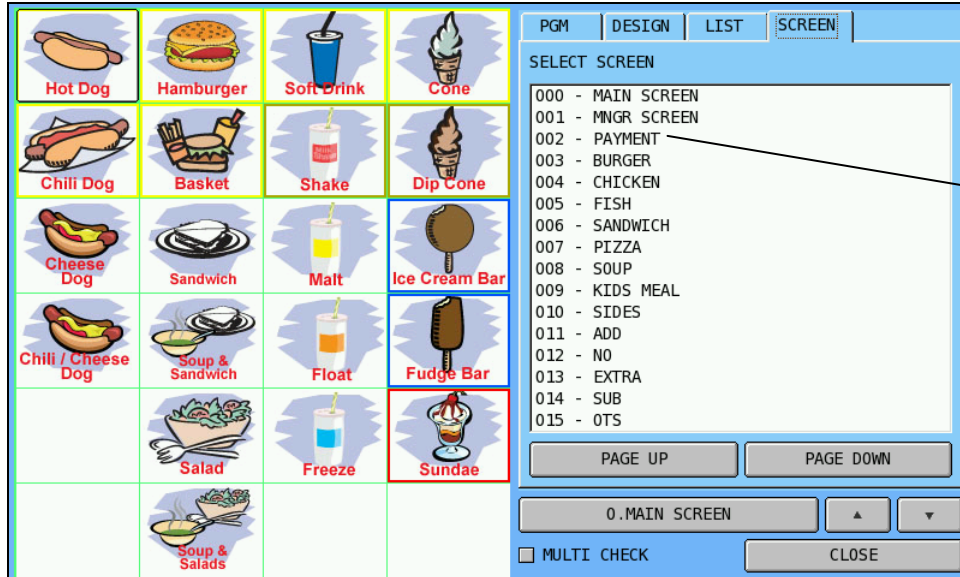 Hot Dog
Hamburger
Soft Drink
Cone
Chili Dog
Basket
Shake
Dip Cone
Cheese
Dog
Sandwich
Malt
Ice Cream Bar
Chili / Cheese
Dog
Soup &
Sandwich
Float
Fudge Bar
Salad
Freeze
Sundae
Soup &
Salads
PGM
DESIGN
LIST
SCREEN
SELECT SCREEN
000 - MAIN SCREEN
001 - MNGR SCREEN
002 - PAYMENT
003 - BURGER
004 - CHICKEN
005 - FISH
006 - SANDWICH
007 - PIZZA
008 - SOUP
009 - KIDS MEAL
010 - SIDES
011 - ADD
012 - NO
013 - EXTRA
014 - SUB
015 - OTS
PAGE UP
PAGE DOWN
0.MAIN SCREEN
MULTI CHECK
CLOSE